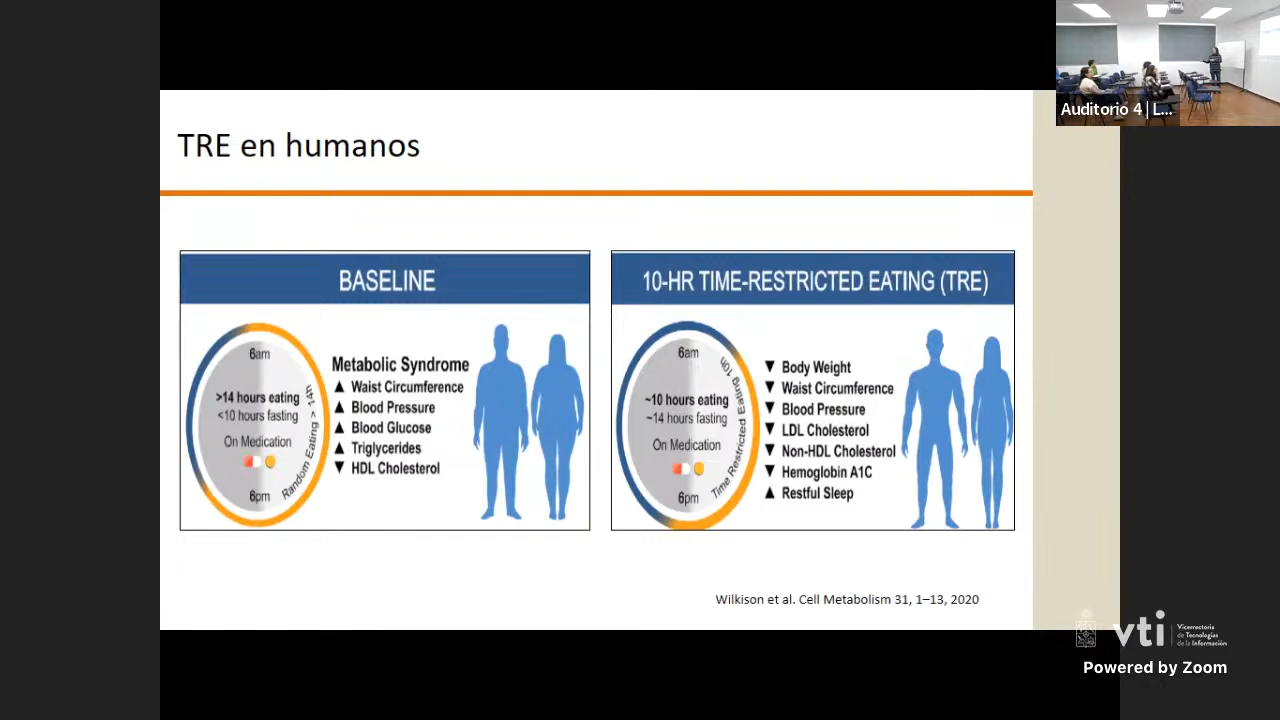 Auditorio 4 | L...
TRE en humanos
BASELINE
6am
>14 hours eating
<10 hours fasting
On Medication
6pm
Random Eating > 14h
Metabolic Syndrome
▲ Waist Circumference
▲ Blood Pressure
▲ Blood Glucose
▲ Triglycerides
▼ HDL Cholesterol
10-HR TIME-RESTRICTED EATING (TRE)
6am
~10 hours eating
~14 hours fasting
On Medication
6pm
Time Restricted Eating 10h
▼ Body Weight
▼ Waist Circumference
▼ Blood Pressure
▼ LDL Cholesterol
▼ Non-HDL Cholesterol
▼ Hemoglobin A1C
▲ Restful Sleep
Wilkison et al. Cell Metabolism 31, 1–13, 2020
vti
Vicerrectoría
de Tecnologías
de la Información
Powered by Zoom